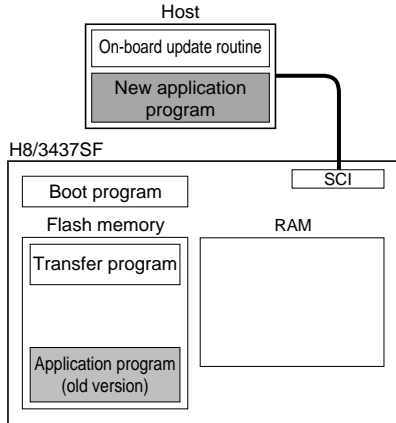 Host
On-board update routine
New application
program
H8/3437SF
SCI
Boot program
Flash memory
RAM
Transfer program
Application program
(old version)